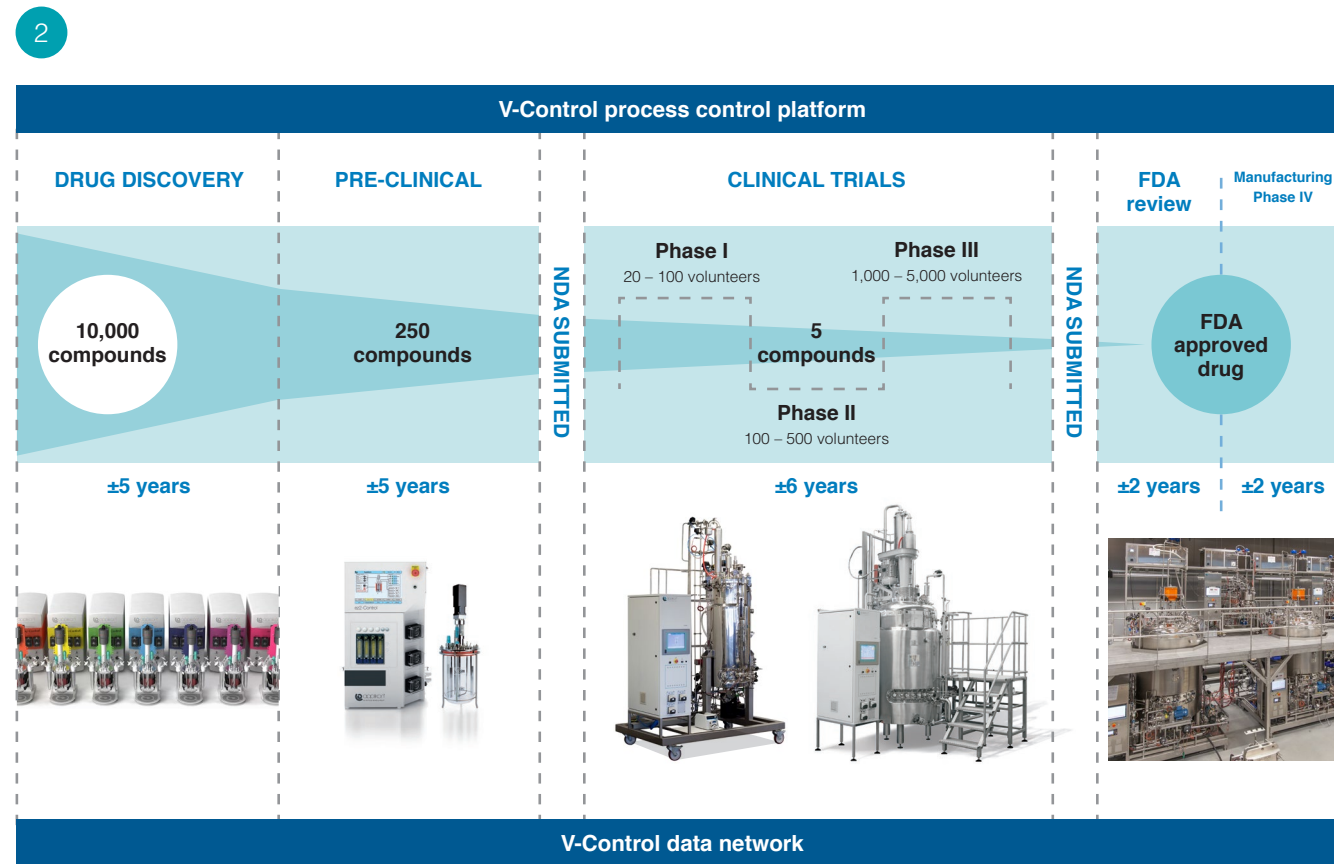 2
V-Control process control platform
DRUG DISCOVERY
PRE-CLINICAL
CLINICAL TRIALS
FDA
review
Manufacturing
Phase IV
10,000
compounds
250
compounds
NDA SUBMITTED
Phase I
20 – 100 volunteers
Phase III
1,000 – 5,000 volunteers
5
compounds
Phase II
100 – 500 volunteers
NDA SUBMITTED
FDA
approved
drug
±5 years
±5 years
±6 years
±2 years
±2 years
V-Control data network